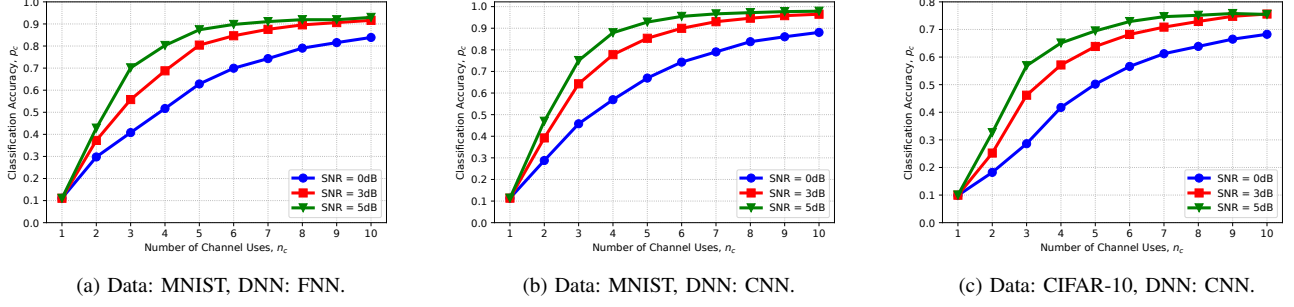 1.0
0.9
0.8
0.7
0.6
0.5
0.4
0.3
0.2
0.1
0.0
Classification Accuracy, p_c
1 2 3 4 5 6 7 8 9 10
Number of Channel Uses, n_c
SNR = 0dB
SNR = 3dB
SNR = 5dB
(a) Data: MNIST, DNN: FNN.
1.0
0.9
0.8
0.7
0.6
0.5
0.4
0.3
0.2
0.1
0.0
Classification Accuracy, p_c
1 2 3 4 5 6 7 8 9 10
Number of Channel Uses, n_c
SNR = 0dB
SNR = 3dB
SNR = 5dB
(b) Data: MNIST, DNN: CNN.
0.8
0.7
0.6
0.5
0.4
0.3
0.2
0.1
0.0
Classification Accuracy, p_c
1 2 3 4 5 6 7 8 9 10
Number of Channel Uses, n_c
SNR = 0dB
SNR = 3dB
SNR = 5dB
(c) Data: CIFAR-10, DNN: CNN.